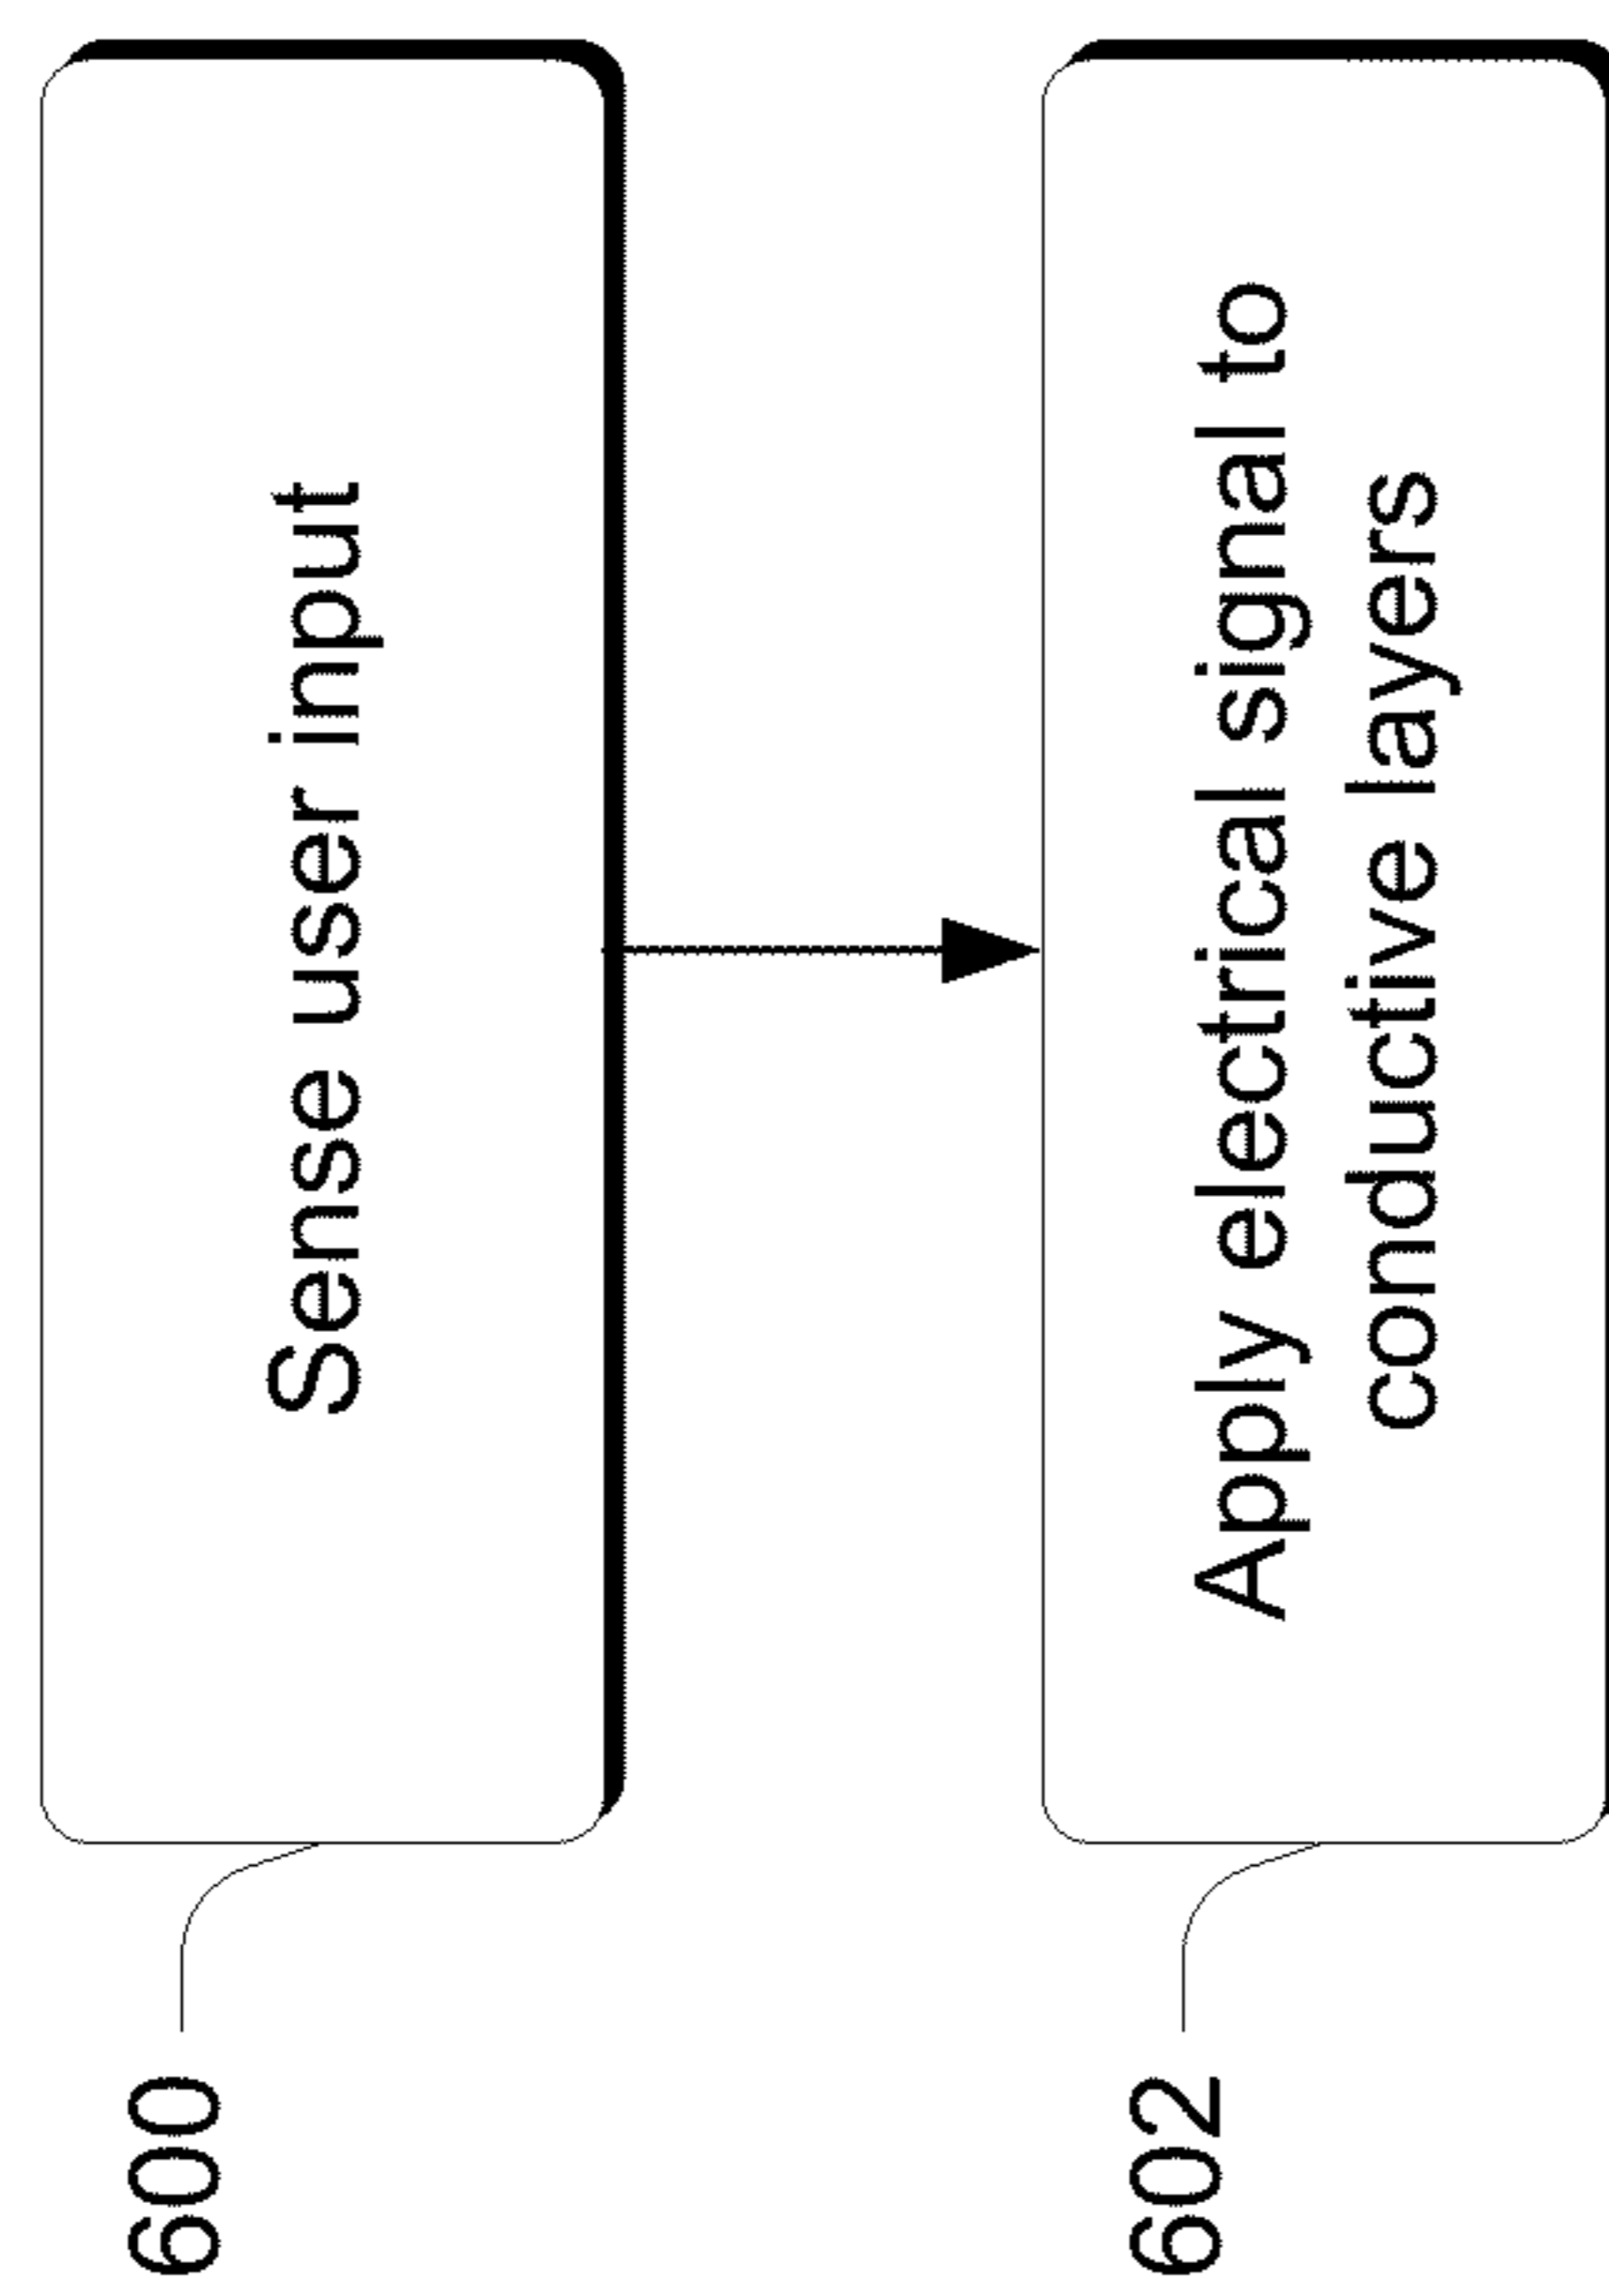 600
Sense user input
602
Apply electrical signal to
conductive layers